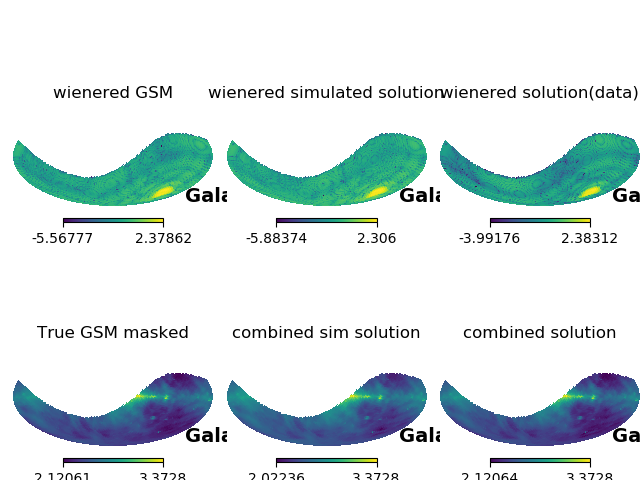 wienered GSM
wienered simulated solution
wienered solution(data)
Gala
Gala
Ga
-5.56777 2.37862
-5.88374 2.306
-3.99176 2.38312
True GSM masked
combined sim solution
combined solution
Gala
Gala
Ga
2.12061 3.3728
2.02236 3.3728
2.12064 3.3728